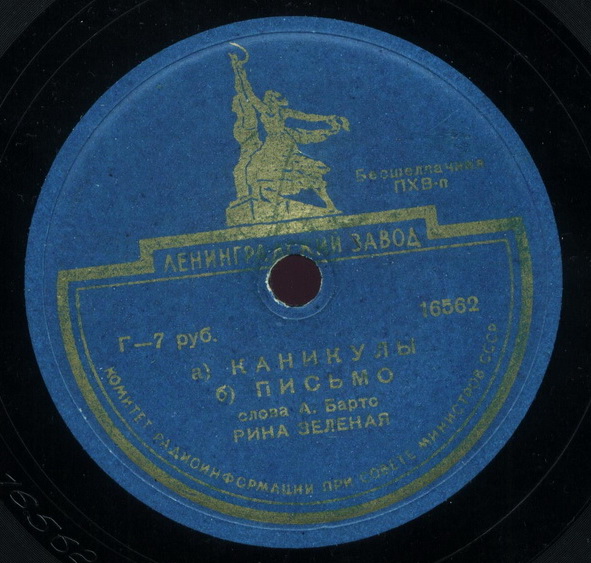 Бесшеллачная
ПХВ-п
ЛЕНИНГРАДСКИЙ ЗАВОД
16562
Г—7 руб.
а) КАНИКУЛЫ
б) ПИСЬМО
слова А. Барто
РИНА ЗЕЛЕНАЯ
КОМИТЕТ РАДИОИНФОРМАЦИИ ПРИ СОВЕТЕ МИНИСТРОВ СССР
16562